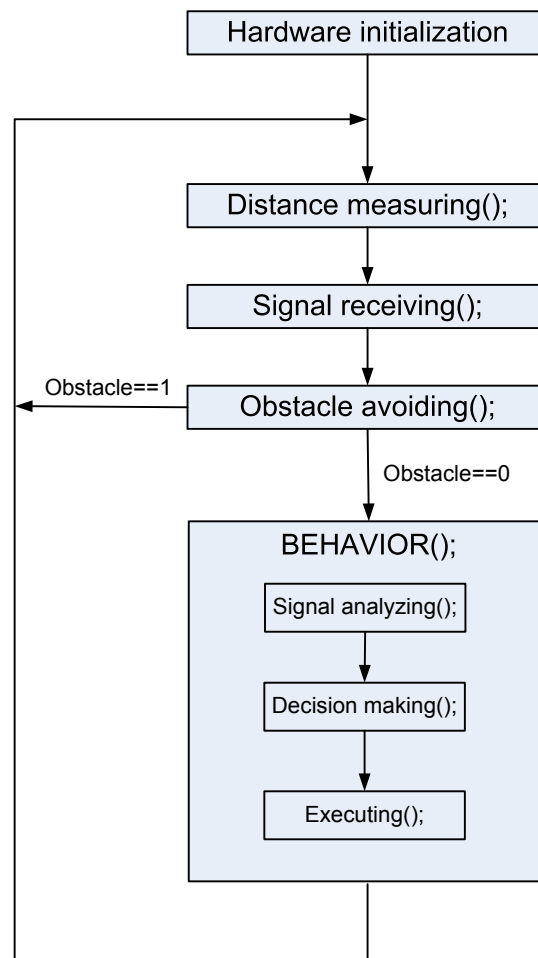 Hardware initialization
Distance measuring();
Signal receiving();
Obstacle==1
Obstacle avoiding();
Obstacle==0
BEHAVIOR();
Signal analyzing();
Decision making();
Executing();